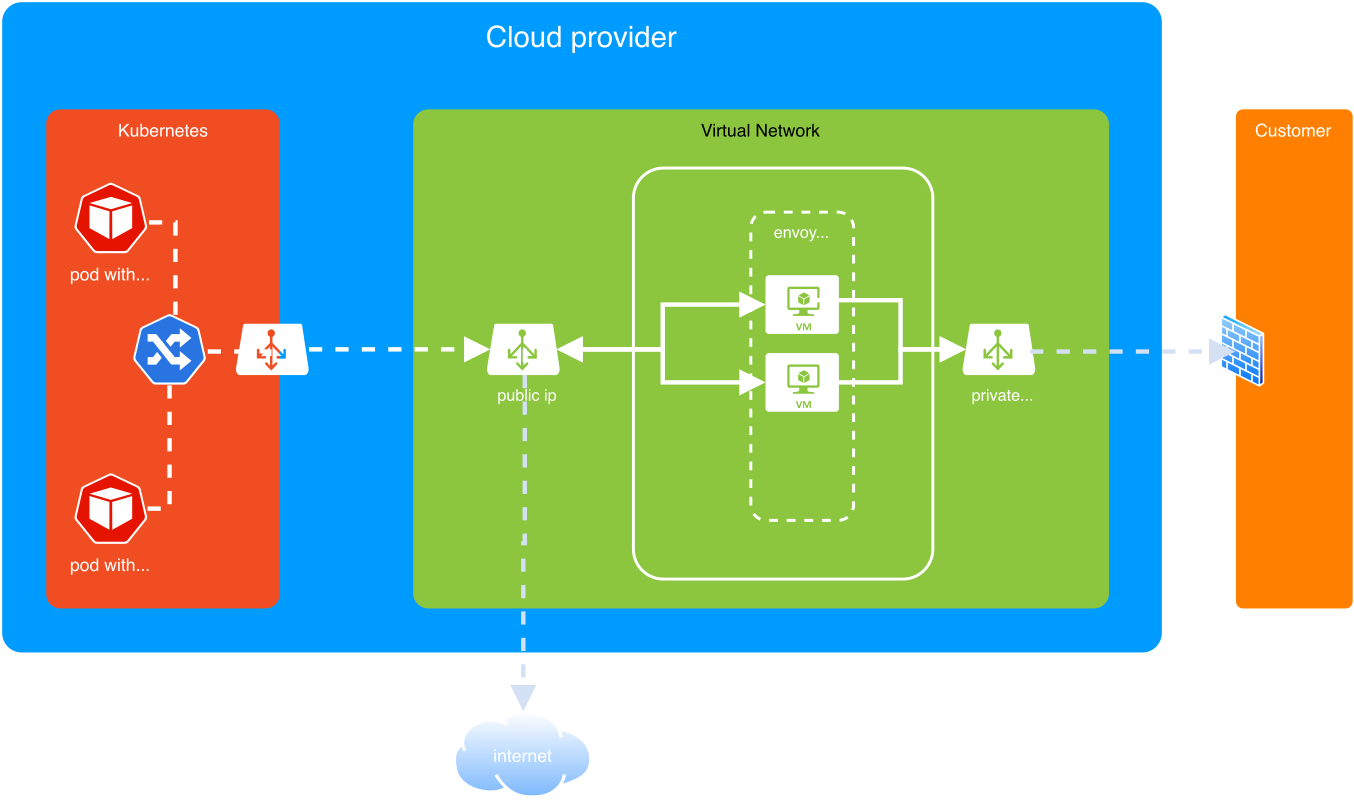 Cloud provider
Kubernetes
Virtual Network
Customer
envoy...
pod with...
VM
VM
public ip
private...
pod with...
internet